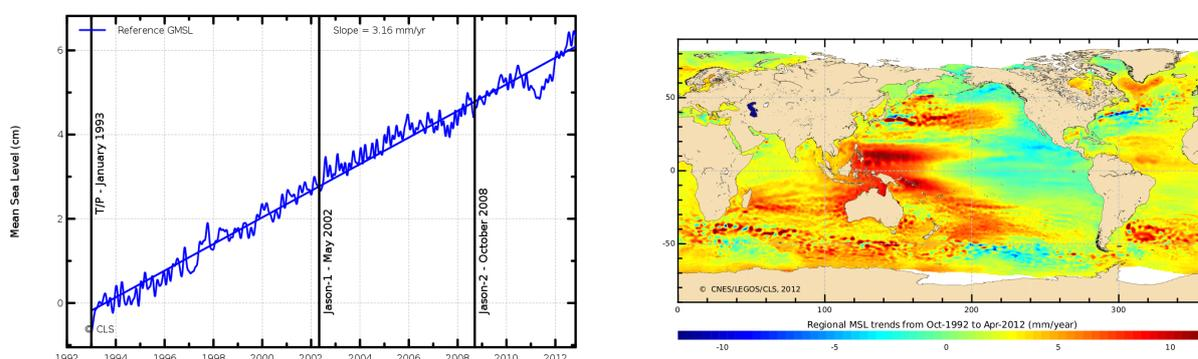 Reference GMSL
Slope = 3.16 mm/yr
Mean Sea Level (cm)
6
4
2
0
T/P - January 1993
Jason-1 - May 2002
Jason-2 - October 2008
© CLS
1992 1994 1996 1998 2000 2002 2004 2006 2008 2010 2012
50
0
-50
© CNES/LEGOS/CLS, 2012
0 100 200 300
Regional MSL trends from Oct-1992 to Apr-2012 (mm/year)
-10 -5 0 5 10